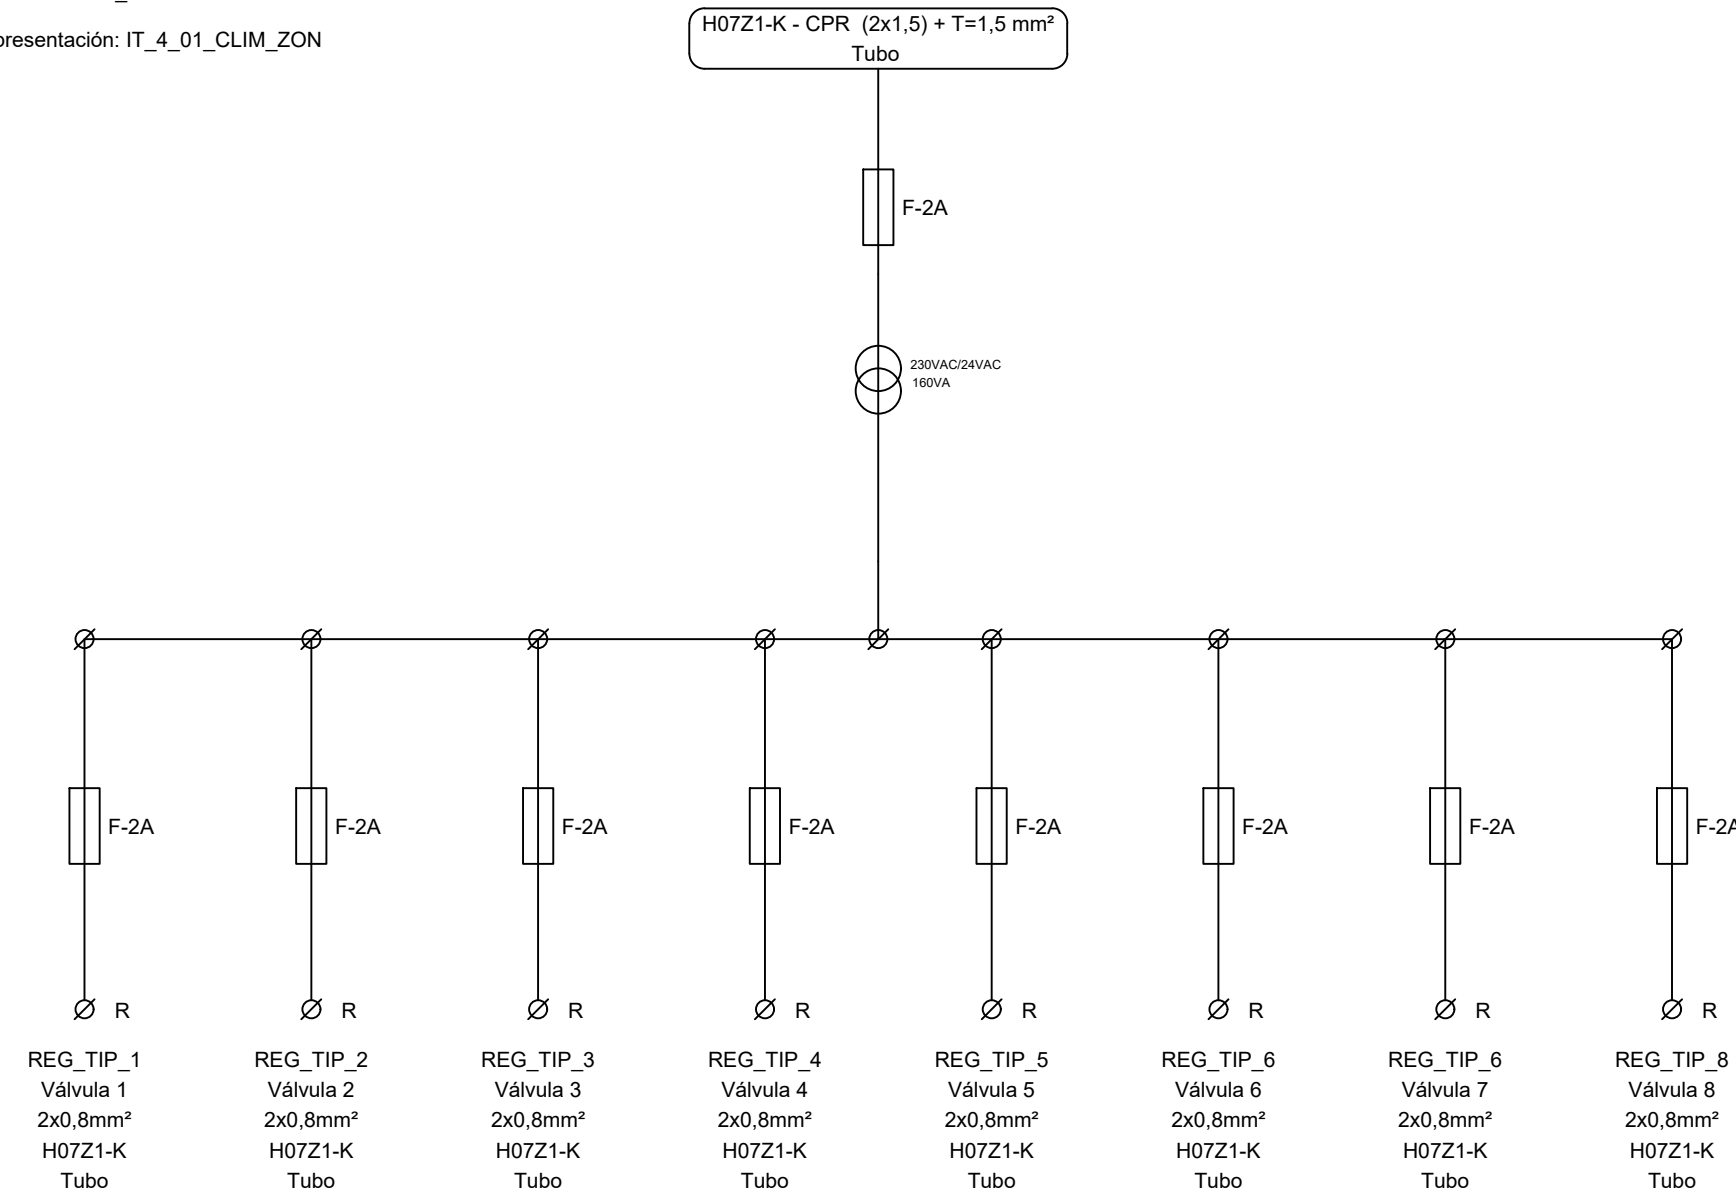 presentación: IT_4_01_CLIM_ZON
H07Z1-K - CPR (2x1,5) + T=1,5 mm²
Tubo
F-2A
230VAC/24VAC
160VA
F-2A F-2A F-2A F-2A F-2A F-2A F-2A F-2A
R R R R R R R R
REG_TIP_1 REG_TIP_2 REG_TIP_3 REG_TIP_4 REG_TIP_5 REG_TIP_6 REG_TIP_6 REG_TIP_8
Válvula 1 Válvula 2 Válvula 3 Válvula 4 Válvula 5 Válvula 6 Válvula 7 Válvula 8
2x0,8mm² 2x0,8mm² 2x0,8mm² 2x0,8mm² 2x0,8mm² 2x0,8mm² 2x0,8mm² 2x0,8mm²
H07Z1-K H07Z1-K H07Z1-K H07Z1-K H07Z1-K H07Z1-K H07Z1-K H07Z1-K
Tubo Tubo Tubo Tubo Tubo Tubo Tubo Tubo